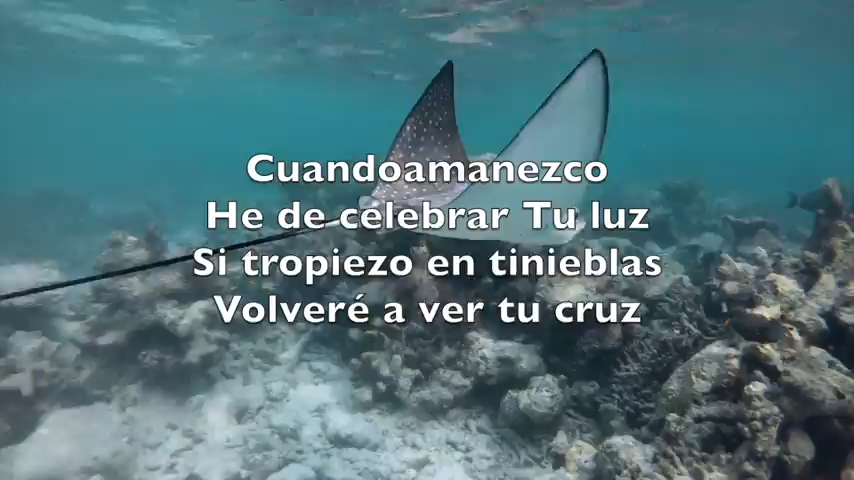 Cuandoamanezco
He de celebrar Tu luz
Si tropiezo en tinieblas
Volveré a ver tu cruz